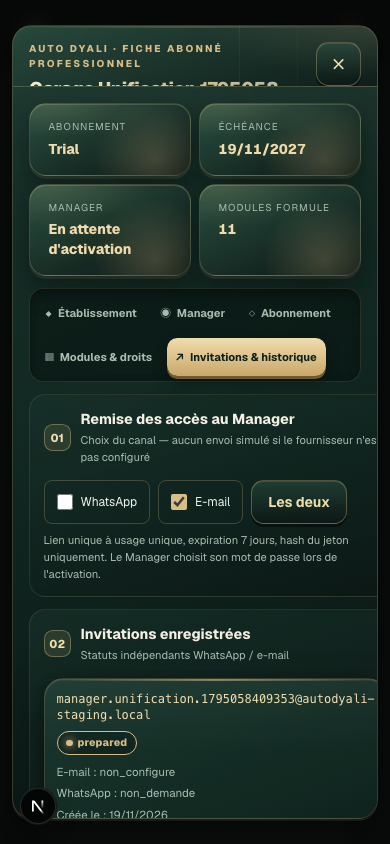 AUTO DYALI · FICHE ABONNÉ
PROFESSIONNEL
Garage Unification
×
ABONNEMENT
Trial
ÉCHÉANCE
19/11/2027
MANAGER
En attente
d'activation
MODULES FORMULE
11
Établissement
Manager
Abonnement
Modules & droits
Invitations & historique
01
Remise des accès au Manager
Choix du canal — aucun envoi simulé si le fournisseur n'es
pas configuré
WhatsApp
E-mail
Les deux
Lien unique à usage unique, expiration 7 jours, hash du jeton
uniquement. Le Manager choisit son mot de passe lors de
l'activation.
02
Invitations enregistrées
Statuts indépendants WhatsApp / e-mail
manager.unification.1795058409353@autodyali-
staging.local
prepared
E-mail : non_configure
WhatsApp : non_demande
Créée le : 19/11/2026
N